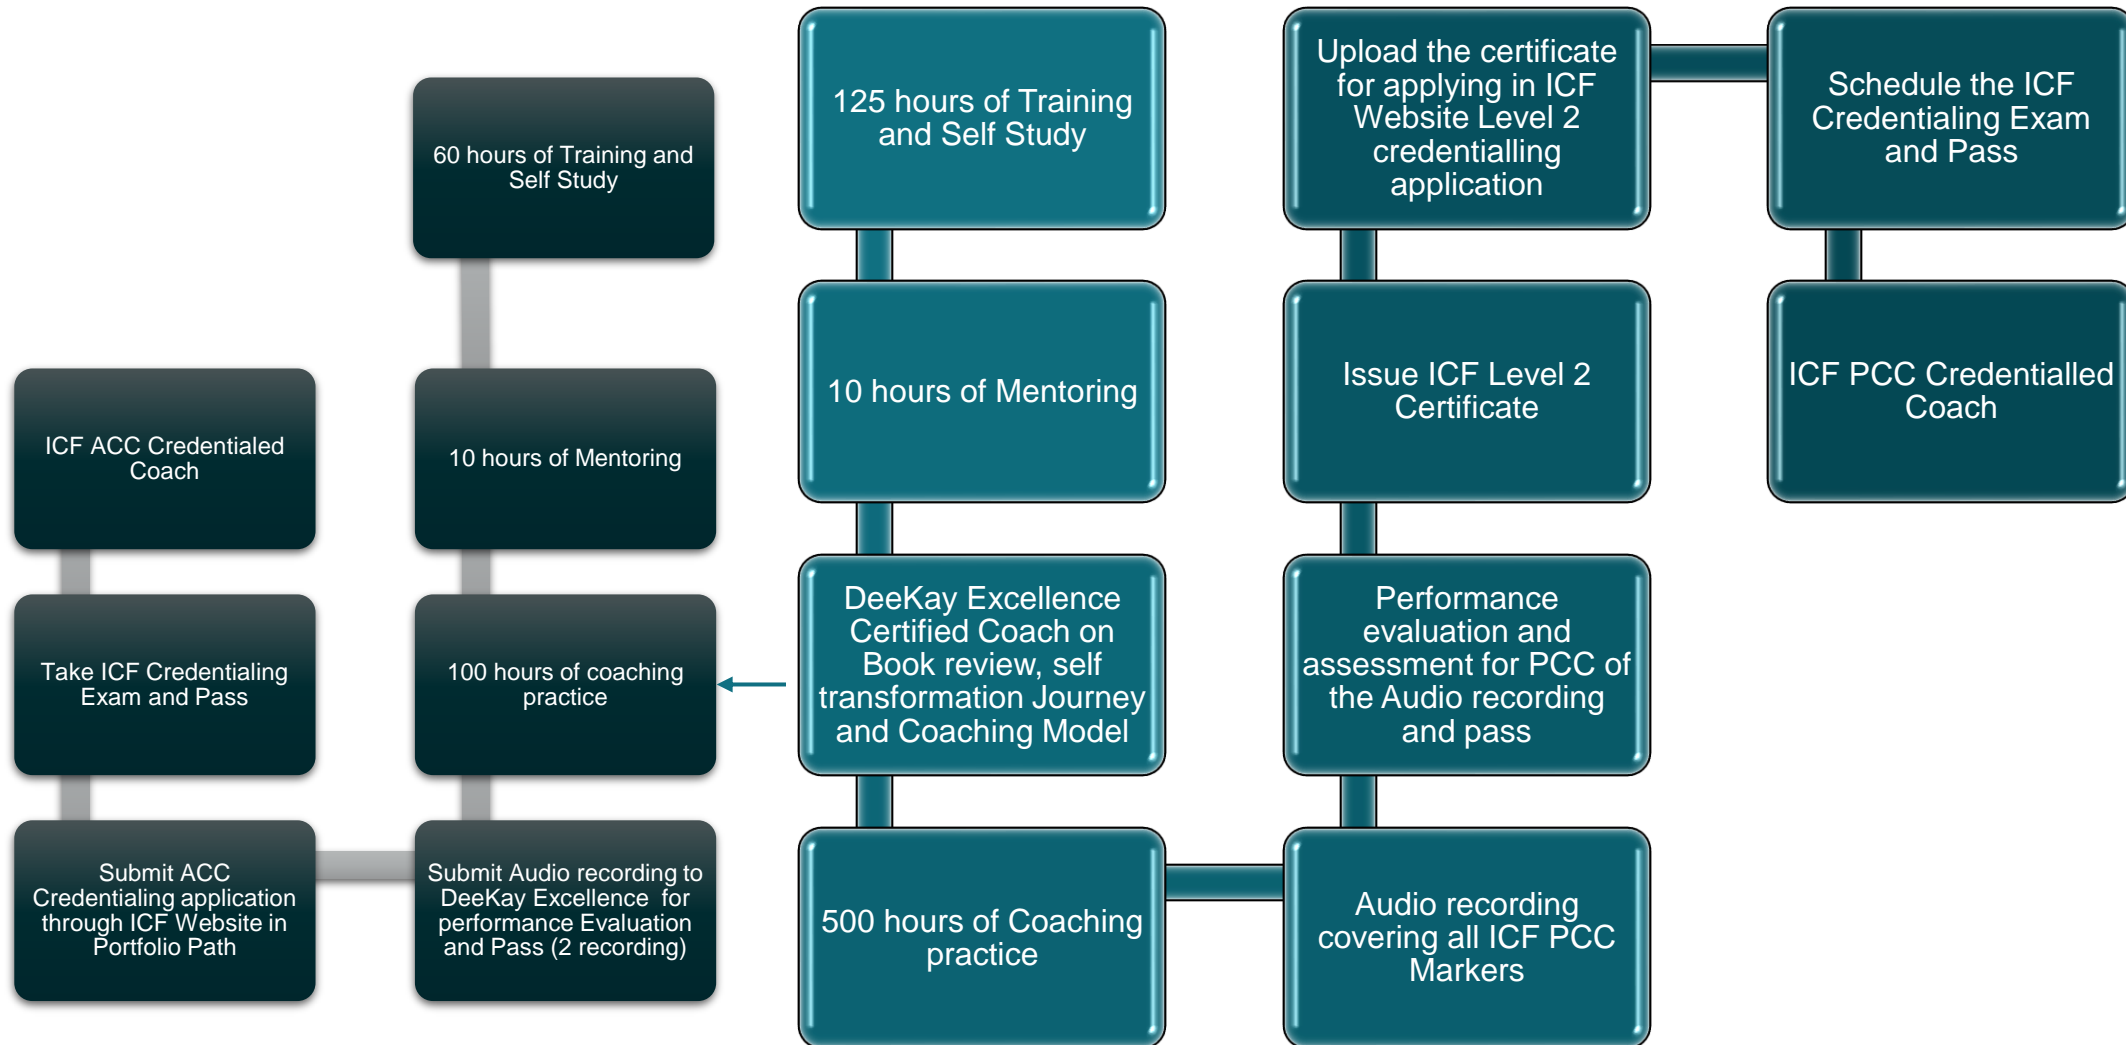 60 hours of Training and
Self Study
10 hours of Mentoring
100 hours of coaching
practice
Submit Audio recording to
DeeKay Excellence for
performance Evaluation
and Pass (2 recording)
Submit ACC
Credentialing application
through ICF Website in
Portfolio Path
Take ICF Credentialing
Exam and Pass
ICF ACC Credentialed
Coach
125 hours of Training
and Self Study
10 hours of Mentoring
DeeKay Excellence
Certified Coach on
Book review, self
transformation Journey
and Coaching Model
500 hours of Coaching
practice
Audio recording
covering all ICF PCC
Markers
Performance
evaluation and
assessment for PCC of
the Audio recording
and pass
Issue ICF Level 2
Certificate
Upload the certificate
for applying in ICF
Website Level 2
credentialling
application
Schedule the ICF
Credentialing Exam
and Pass
ICF PCC Credentialled
Coach